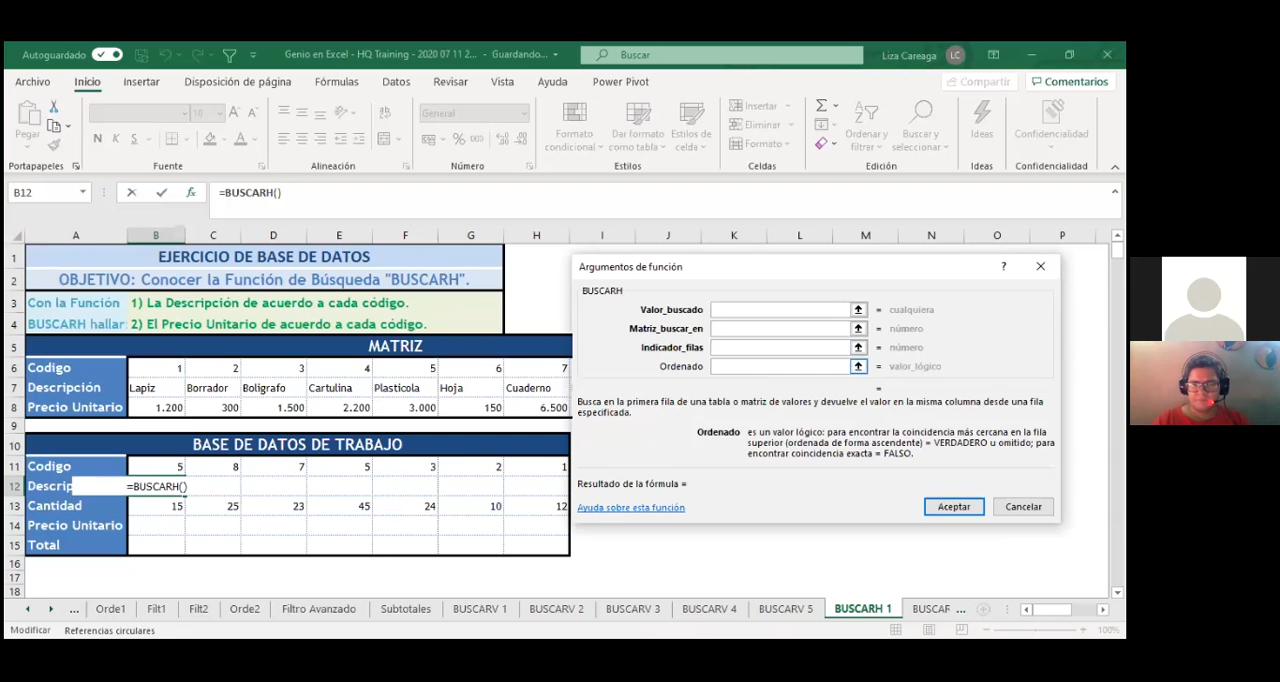 Autoguardado
Genio en Excel - HQ Training - 2020 07 11 2... - Guardando...
Buscar
Liza Careaga LC
Archivo Inicio Insertar Disposición de página Fórmulas Datos Revisar Vista Ayuda Power Pivot Compartir Comentarios
Pegar
N K S
16 A A
General
% 000
Formato condicional
Dar formato como tabla
Estilos de celda
Insertar
Eliminar
Formato
Ordenar y filtrar
Buscar y seleccionar
Ideas
Confidencialidad
Portapapeles Fuente Alineación Número Estilos Celdas Edición Ideas Confidencialidad
B12 fx =BUSCARH()
A B C D E F G H I J K L M N O P
1 EJERCICIO DE BASE DE DATOS
2 OBJETIVO: Conocer la Función de Búsqueda "BUSCARH".
3 Con la Función 1) La Descripción de acuerdo a cada código.
4 BUSCARH hallar: 2) El Precio Unitario de acuerdo a cada código.
5 MATRIZ
6 Codigo 1 2 3 4 5 6 7
7 Descripción Lapiz Borrador Boligrafo Cartulina Plasticola Hoja Cuaderno
8 Precio Unitario 1.200 300 1.500 2.200 3.000 150 6.500
9
10 BASE DE DATOS DE TRABAJO
11 Codigo 5 8 7 5 3 2 1
12 Descrip =BUSCARH()
13 Cantidad 15 25 23 45 24 10 12
14 Precio Unitario
15 Total
16
17
18
Argumentos de función ?
BUSCARH
Valor_buscado = cualquiera
Matriz_buscar_en = número
Indicador_filas = número
Ordenado = valor_lógico
=
Busca en la primera fila de una tabla o matriz de valores y devuelve el valor en la misma columna desde una fila
especificada.
Ordenado es un valor lógico: para encontrar la coincidencia más cercana en la fila
superior (ordenada de forma ascendente) = VERDADERO u omitido; para
encontrar coincidencia exacta = FALSO.
Resultado de la fórmula =
Ayuda sobre esta función Aceptar Cancelar
... Orde1 Filt1 Filt2 Orde2 Filtro Avanzado Subtotales BUSCARV 1 BUSCARV 2 BUSCARV 3 BUSCARV 4 BUSCARV 5 BUSCARH 1 BUSCAR ...
Modificar Referencias circulares 100%